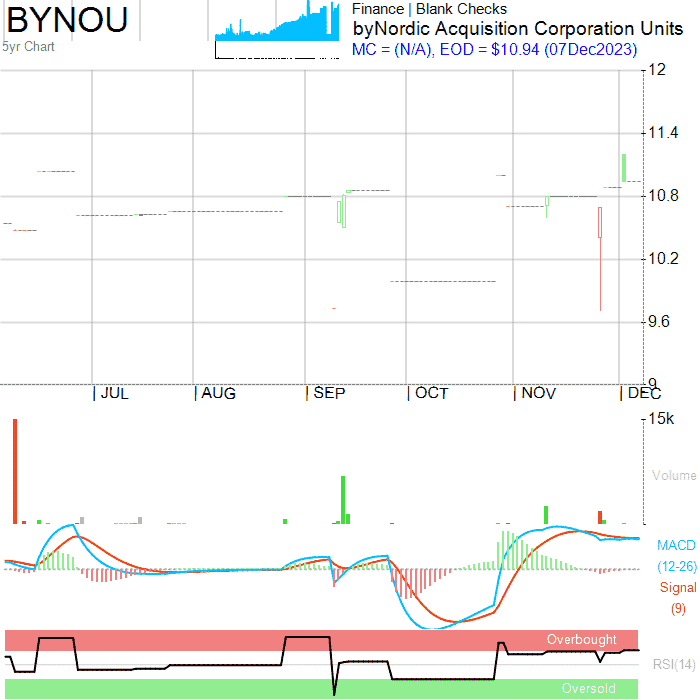 BYNOU
5yr Chart
Finance | Blank Checks
byNordic Acquisition Corporation Units
MC = (N/A), EOD = $10.94 (07Dec2023)
12
11.4
10.8
10.2
9.6
9
| JUL | AUG | SEP | OCT | NOV | DEC
15k
Volume
MACD
(12-26)
Signal
(9)
Overbought
RSI(14)
Oversold